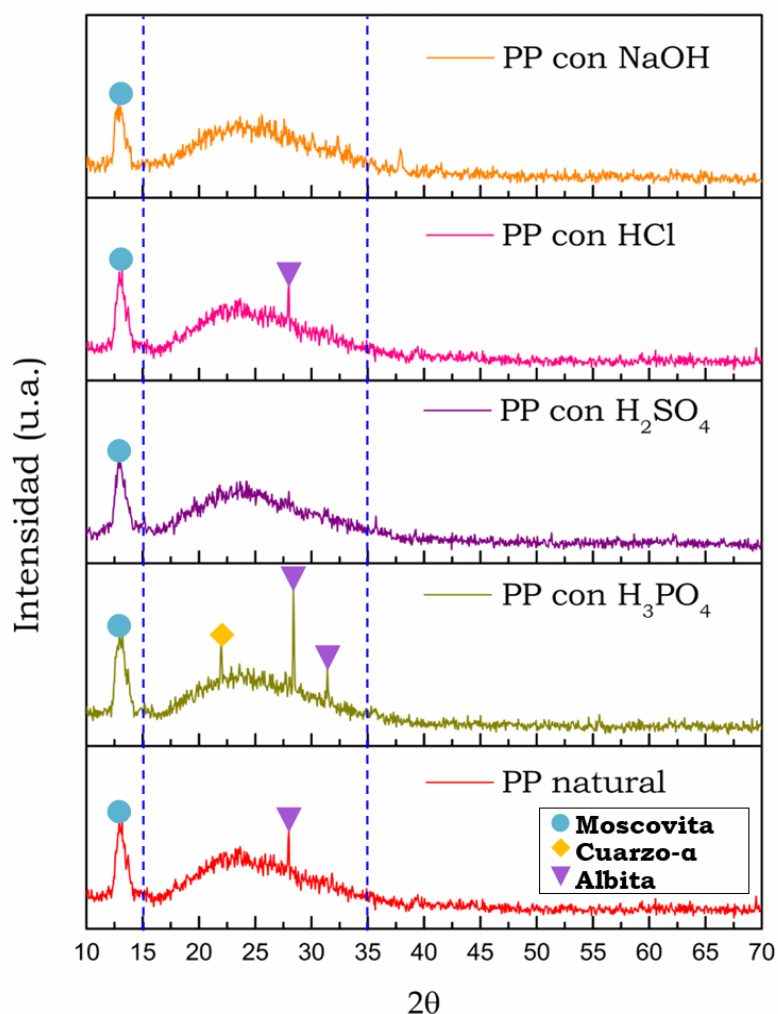 PP con NaOH
PP con HCl
PP con H₂SO₄
PP con H₃PO₄
PP natural
Moscovita
Cuarzo-α
Albita
Intensidad (u.a.)
10 15 20 25 30 35 40 45 50 55 60 65 70
2θ